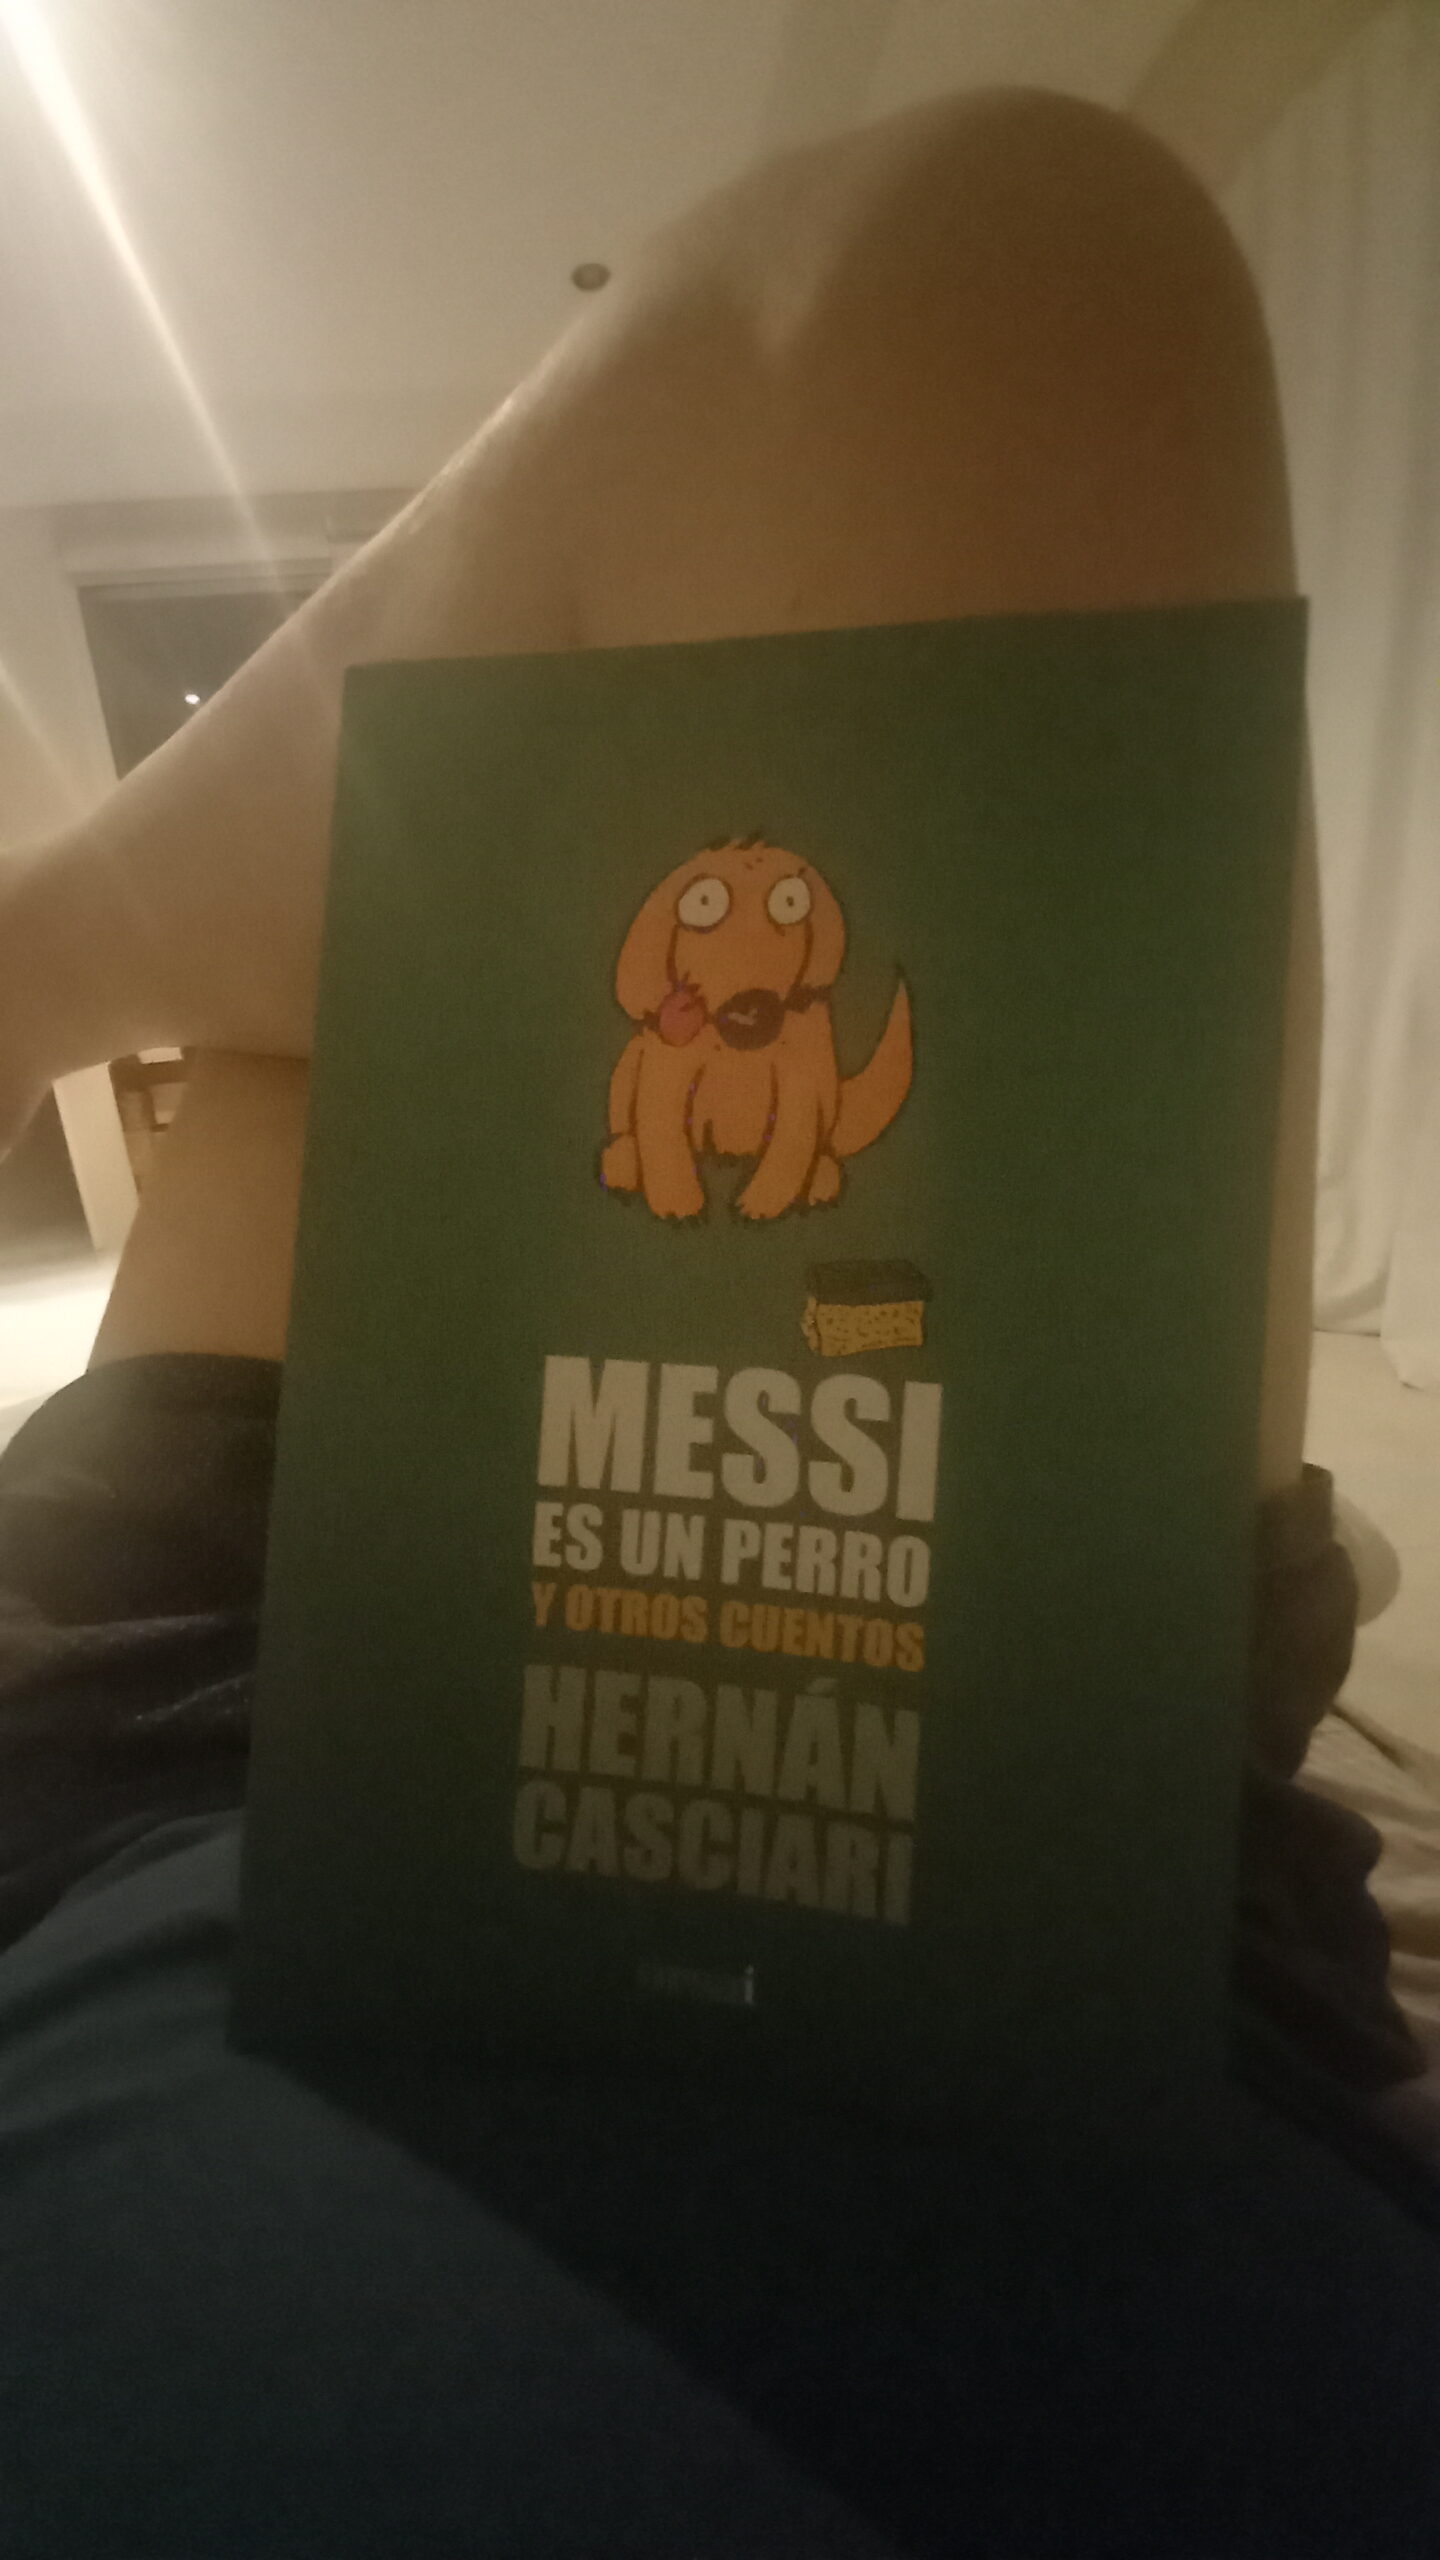 MESSI
ES UN PERRO
Y OTROS CUENTOS
HERNÁN
CASCIARI